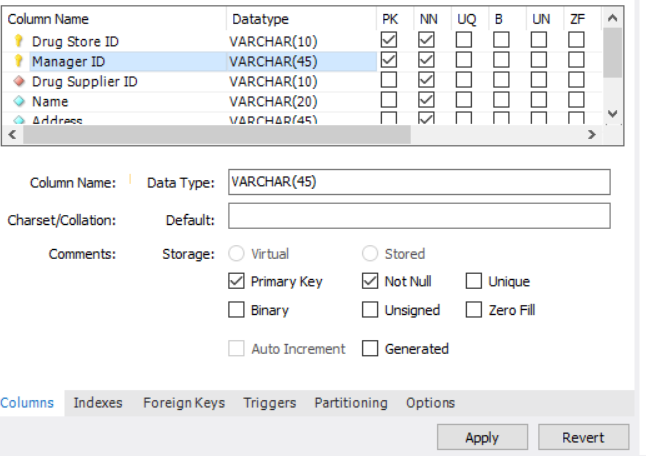 Column Name Datatype PK NN UQ B UN ZF
Drug Store ID VARCHAR(10)
Manager ID VARCHAR(45)
Drug Supplier ID VARCHAR(10)
Name VARCHAR(20)
Address VARCHAR(45)
Column Name: Data Type: VARCHAR(45)
Charset/Collation: Default:
Comments: Storage: Virtual Stored
Primary Key Not Null Unique
Binary Unsigned Zero Fill
Auto Increment Generated
Columns Indexes Foreign Keys Triggers Partitioning Options
Apply Revert